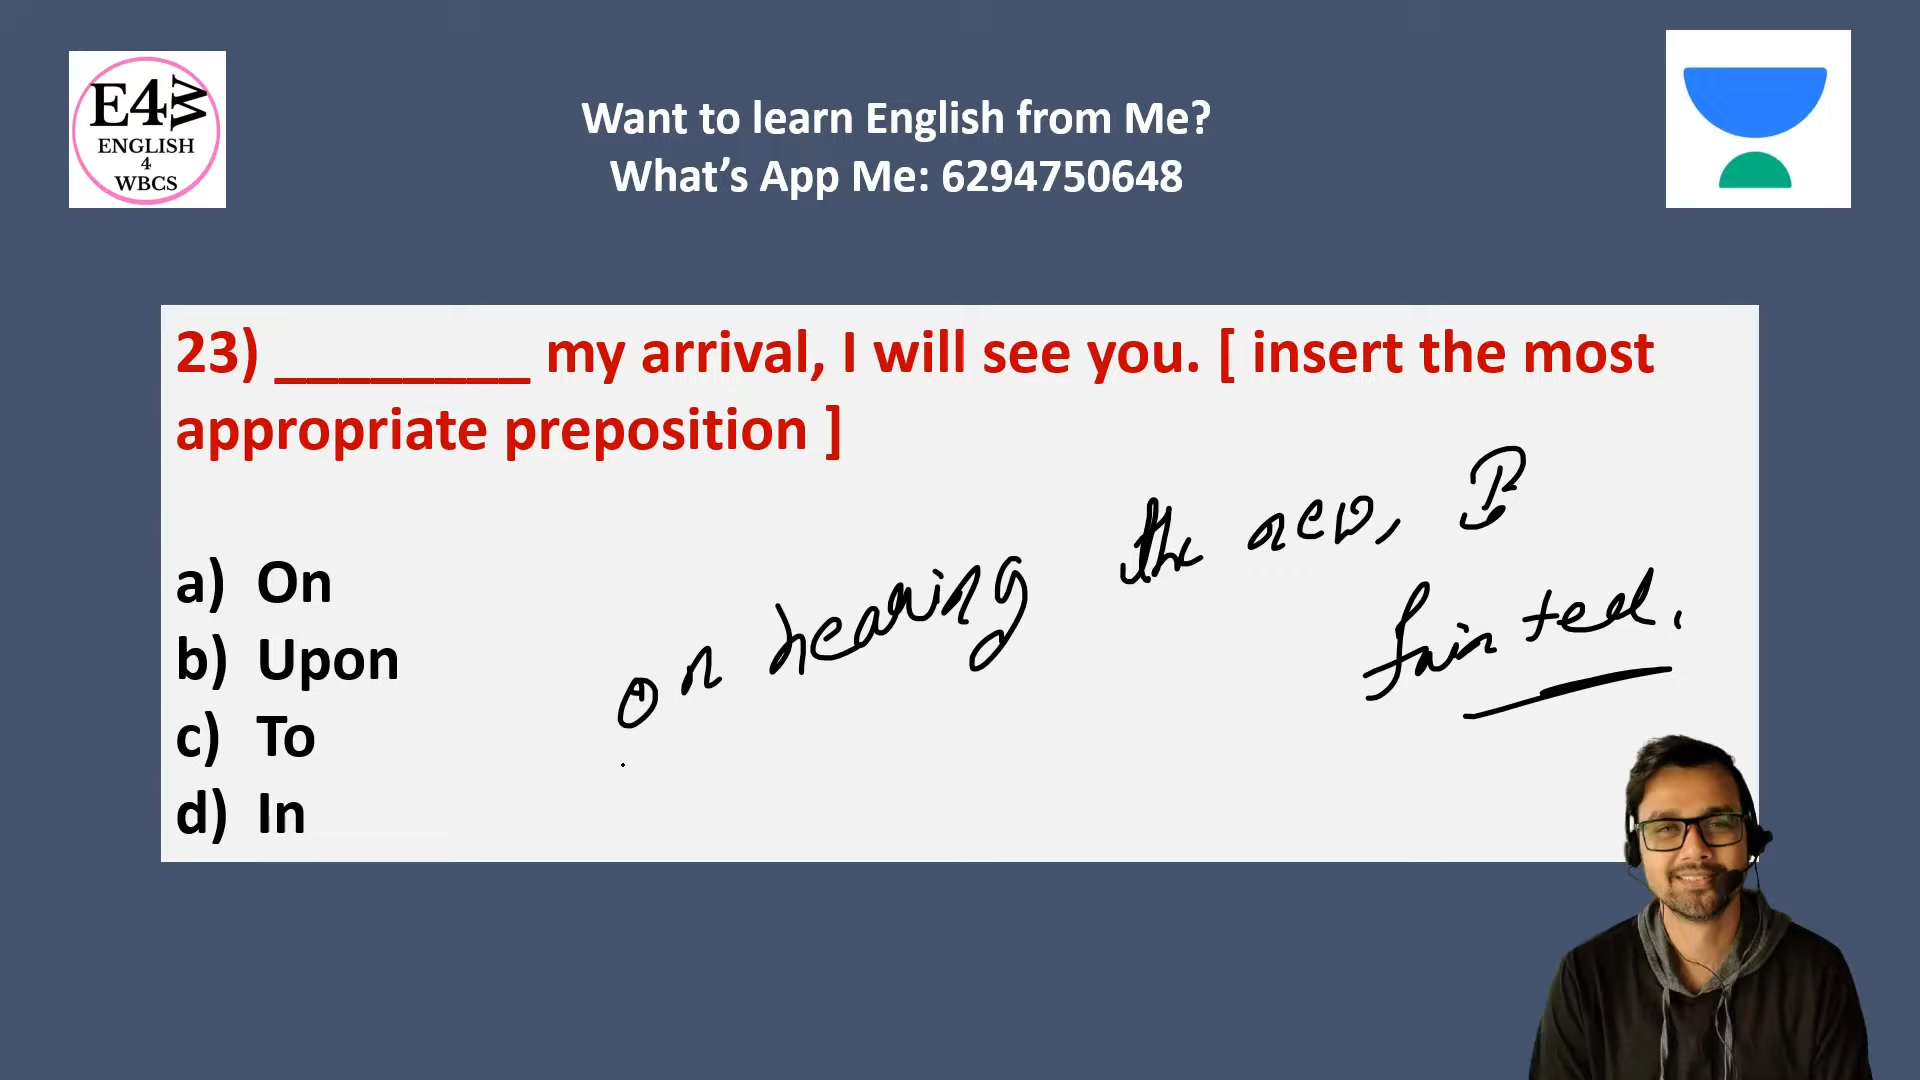 E4W
ENGLISH
4
WBCS
Want to learn English from Me?
What’s App Me: 6294750648
23) ________ my arrival, I will see you. [ insert the most
appropriate preposition ]
a) On
b) Upon
c) To
d) In
on hearing the new, I
fainted.